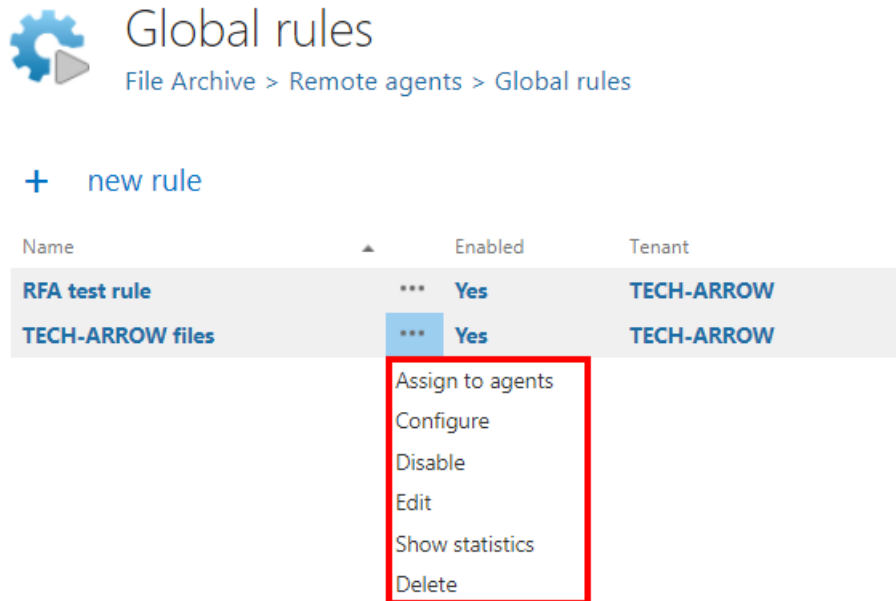 Global rules
File Archive > Remote agents > Global rules
+ new rule
Name Enabled Tenant
RFA test rule ••• Yes TECH-ARROW
TECH-ARROW files ••• Yes TECH-ARROW
Assign to agents
Configure
Disable
Edit
Show statistics
Delete